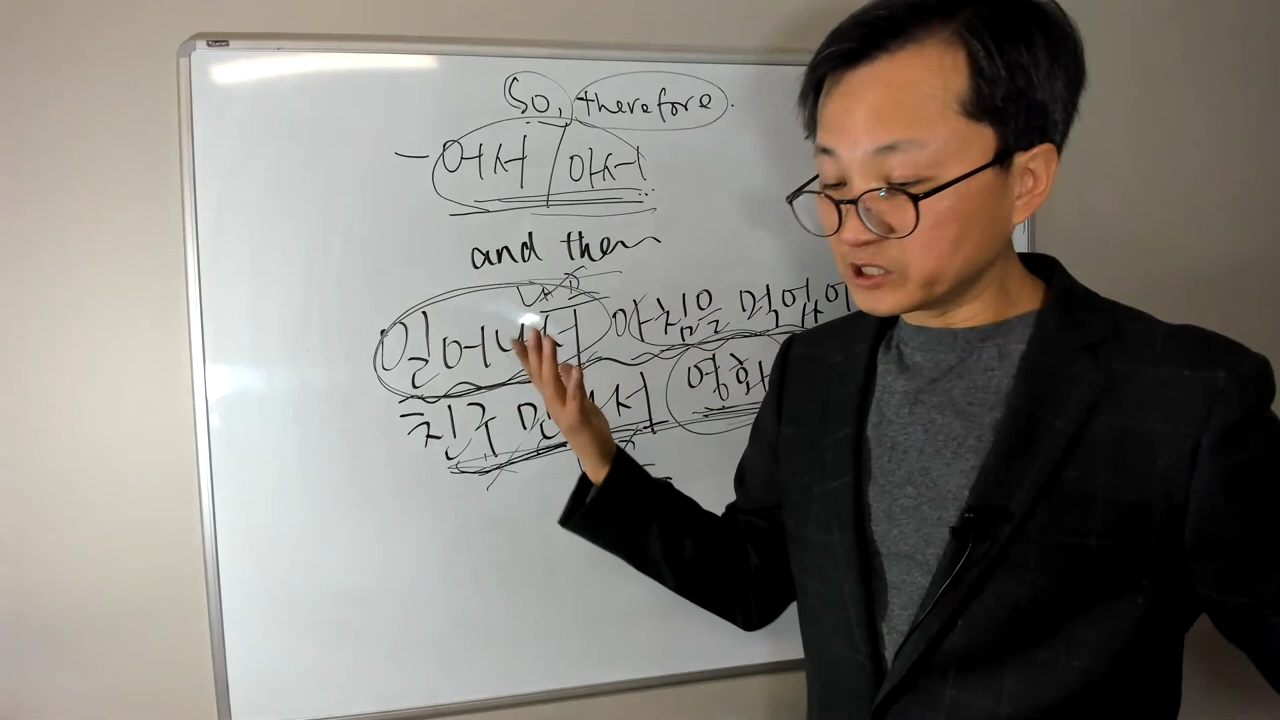 So, therefore.
-어서/아서
and then
일어나서 아침을 먹었어
친구 만나서 영화